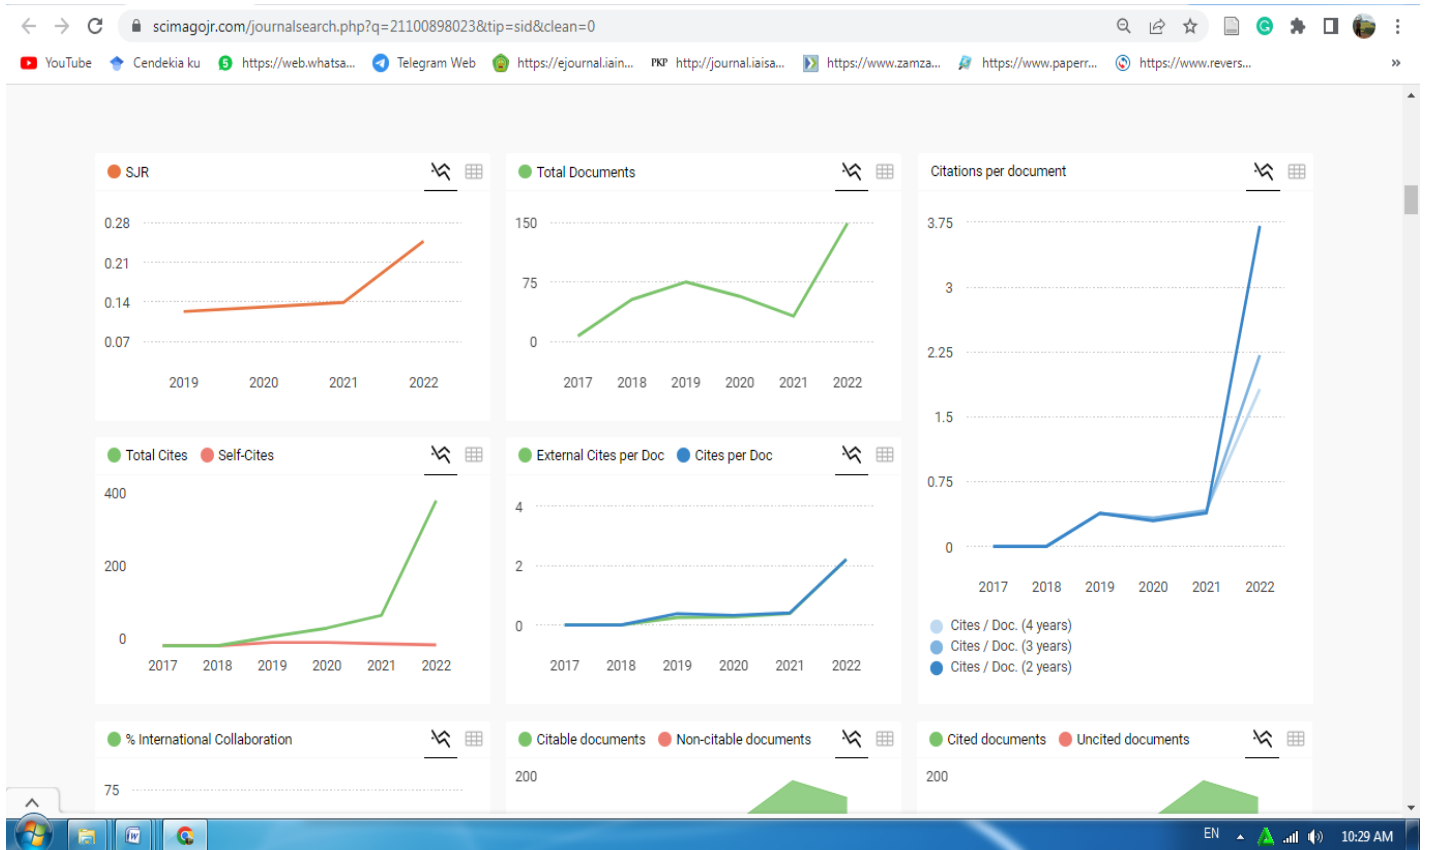 scimagojr.com/journalsearch.php?q=21100898023&tip=sid&clean=0
YouTube Cendekia ku https://web.whatsa... Telegram Web https://ejournal.iain... PKP http://journal.iaisa... https://www.zamza... https://www.paperr... https://www.revers... »
SJR
0.28
0.21
0.14
0.07
2019 2020 2021 2022
Total Documents
150
75
0
2017 2018 2019 2020 2021 2022
Citations per document
3.75
3
2.25
1.5
0.75
0
2017 2018 2019 2020 2021 2022
Cites / Doc. (4 years)
Cites / Doc. (3 years)
Cites / Doc. (2 years)
Total Cites Self-Cites
400
200
0
2017 2018 2019 2020 2021 2022
External Cites per Doc Cites per Doc
4
2
0
2017 2018 2019 2020 2021 2022
% International Collaboration
75
Citable documents Non-citable documents
200
Cited documents Uncited documents
200
EN 10:29 AM